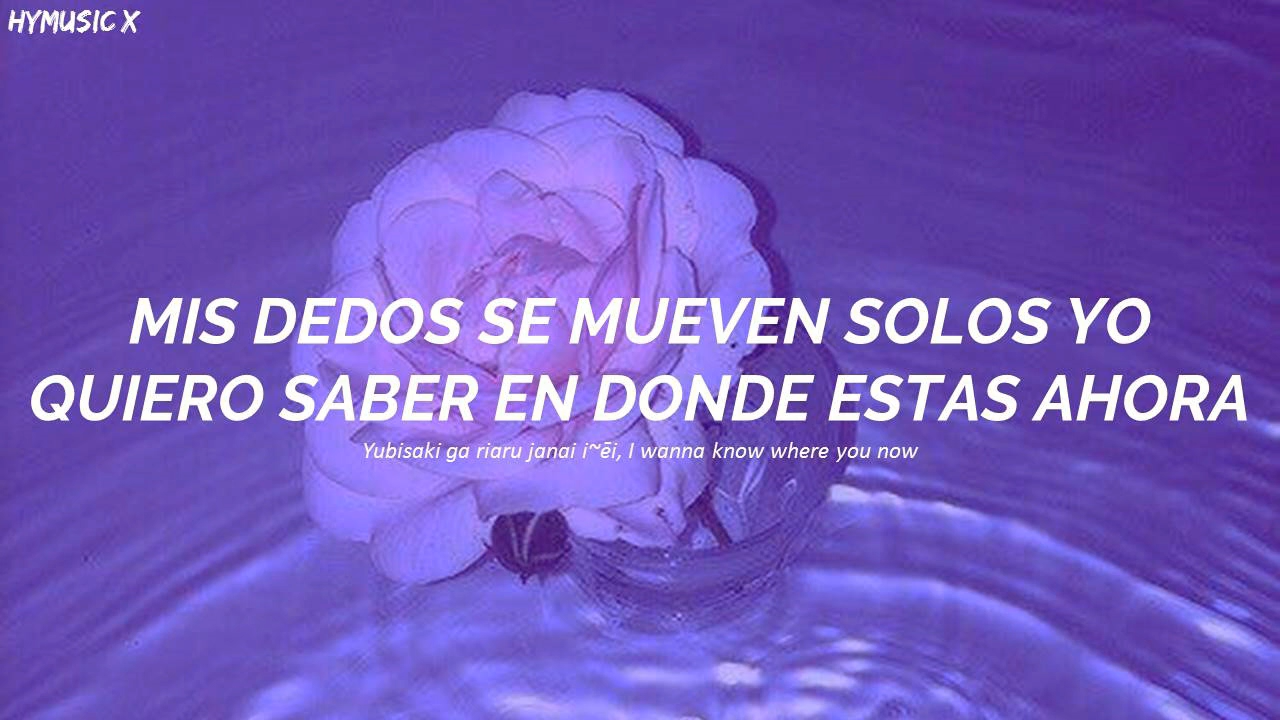 HYMUSIC X
MIS DEDOS SE MUEVEN SOLOS YO
QUIERO SABER EN DONDE ESTAS AHORA
Yubisaki ga riaru janai i~ēi, I wanna know where you now